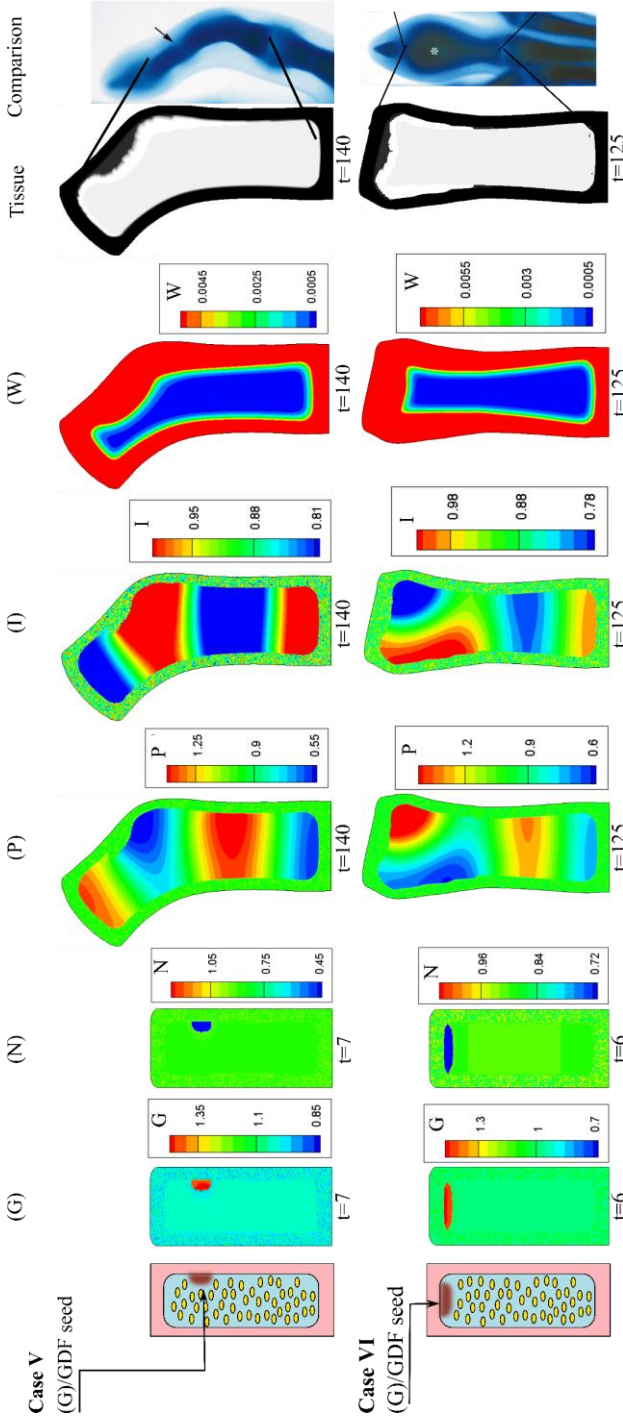 (G) (N) (P) (I) (W) Tissue Comparison
Case V
(G)/GDF seed
G
1.35
1.1
0.85
t=7
N
1.05
0.75
0.45
t=7
P
1.25
0.9
0.55
t=140
I
0.95
0.88
0.81
t=140
W
0.0045
0.0025
0.0005
t=140
t=140
Case VI
(G)/GDF seed
G
1.3
1
0.7
t=6
N
0.96
0.84
0.72
t=6
P
1.2
0.9
0.6
t=125
I
0.98
0.88
0.78
t=125
W
0.0055
0.003
0.0005
t=125
t=125